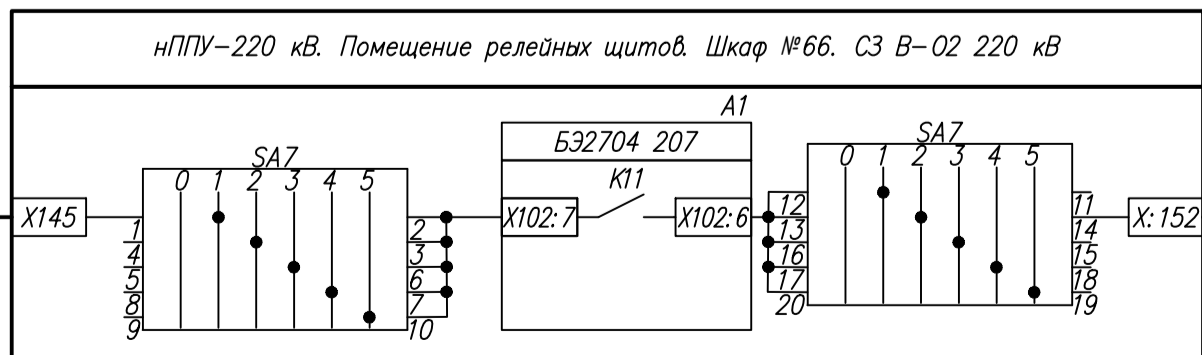 нППУ-220 кВ. Помещение релейных щитов. Шкаф №66. СЗ В-02 220 кВ
A1
SA7
БЭ2704 207
SA7
0 1 2 3 4 5
K11
0 1 2 3 4 5
X145
X102:7
X102:6
12
11
X:152
1
2
13
14
4
3
16
15
5
6
17
18
8
7
20
19
9
10